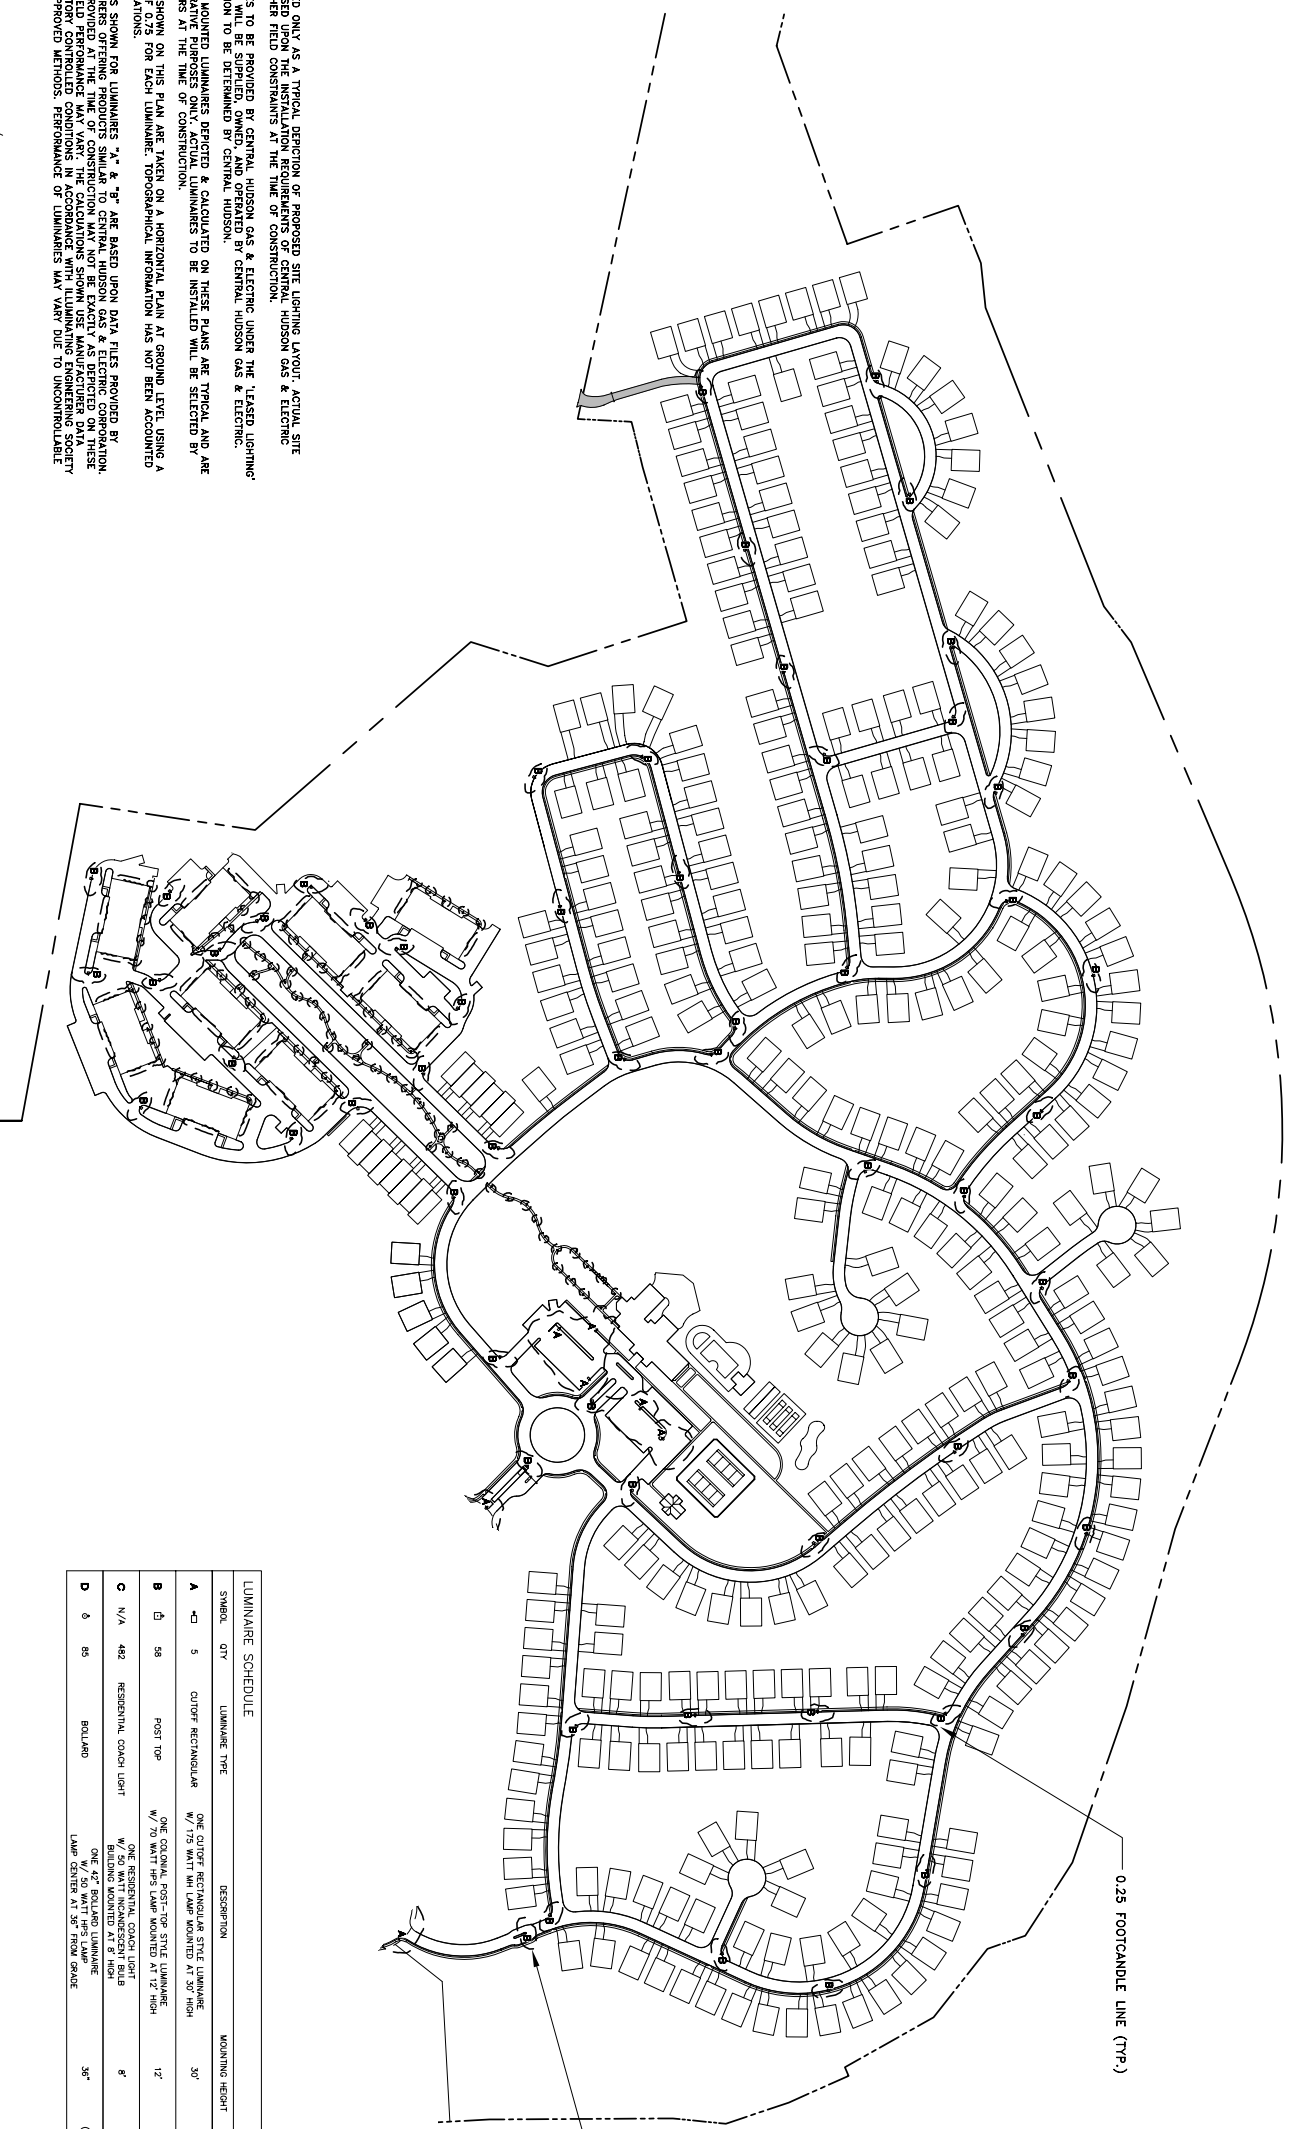 D ONLY AS A TYPICAL DEPICTION OF PROPOSED SITE LIGHTING LAYOUT. ACTUAL SITE
SED UPON THE INSTALLATION REQUIREMENTS OF CENTRAL HUDSON GAS & ELECTRIC
HER FIELD CONSTRAINTS AT THE TIME OF CONSTRUCTION.
S TO BE PROVIDED BY CENTRAL HUDSON GAS & ELECTRIC UNDER THE 'LEASED LIGHTING'
WILL BE SUPPLIED, OWNED, AND OPERATED BY CENTRAL HUDSON GAS & ELECTRIC.
ION TO BE DETERMINED BY CENTRAL HUDSON.
MOUNTED LUMINAIRES DEPICTED & CALCULATED ON THESE PLANS ARE TYPICAL AND ARE
RATIVE PURPOSES ONLY. ACTUAL LUMINAIRES TO BE INSTALLED WILL BE SELECTED BY
RS AT THE TIME OF CONSTRUCTION.
SHOWN ON THIS PLAN ARE TAKEN ON A HORIZONTAL PLAIN AT GROUND LEVEL USING A
F 0.75 FOR EACH LUMINAIRE. TOPOGRAPHICAL INFORMATION HAS NOT BEEN ACCOUNTED
ATIONS.
S SHOWN FOR LUMINAIRES "A" & "B" ARE BASED UPON DATA FILES PROVIDED BY
RERS OFFERING PRODUCTS SIMILAR TO CENTRAL HUDSON GAS & ELECTRIC CORPORATION.
ROVIDED AT THE TIME OF CONSTRUCTION MAY NOT BE EXACTLY AS DEPICTED ON THESE
ELD PERFORMANCE MAY VARY. THE CALCUATIONS SHOWN USE MANUFACTURER DATA
TORY CONTROLLED CONDITIONS IN ACCORDANCE WITH ILLUMINATING ENGINEERING SOCIETY
PPROVED METHODS. PERFORMANCE OF LUMINARIES MAY VARY DUE TO UNCONTROLLABLE
0.25 FOOTCANDLE LINE (TYP.)
LUMINAIRE SCHEDULE
SYMBOL QTY LUMINAIRE TYPE DESCRIPTION MOUNTING HEIGHT
A 5 CUTOFF RECTANGULAR ONE CUTOFF RECTANGULAR STYLE LUMINAIRE 30'
W/ 175 WATT MH LAMP MOUNTED AT 30' HIGH
B 58 POST TOP ONE COLONIAL POST-TOP STYLE LUMINAIRE 12'
W/ 70 WATT HPS LAMP MOUNTED AT 12' HIGH
C N/A 482 RESIDENTIAL COACH LIGHT ONE RESIDENTIAL COACH LIGHT 8'
W/ 50 WATT INCANDESCENT BULB
BUILDING MOUNTED AT 8' HIGH
D 85 BOLLARD ONE 42" BOLLARD LUMINAIRE 36"
W/ 50 WATT HPS LAMP
LAMP CENTER AT 36" FROM GRADE